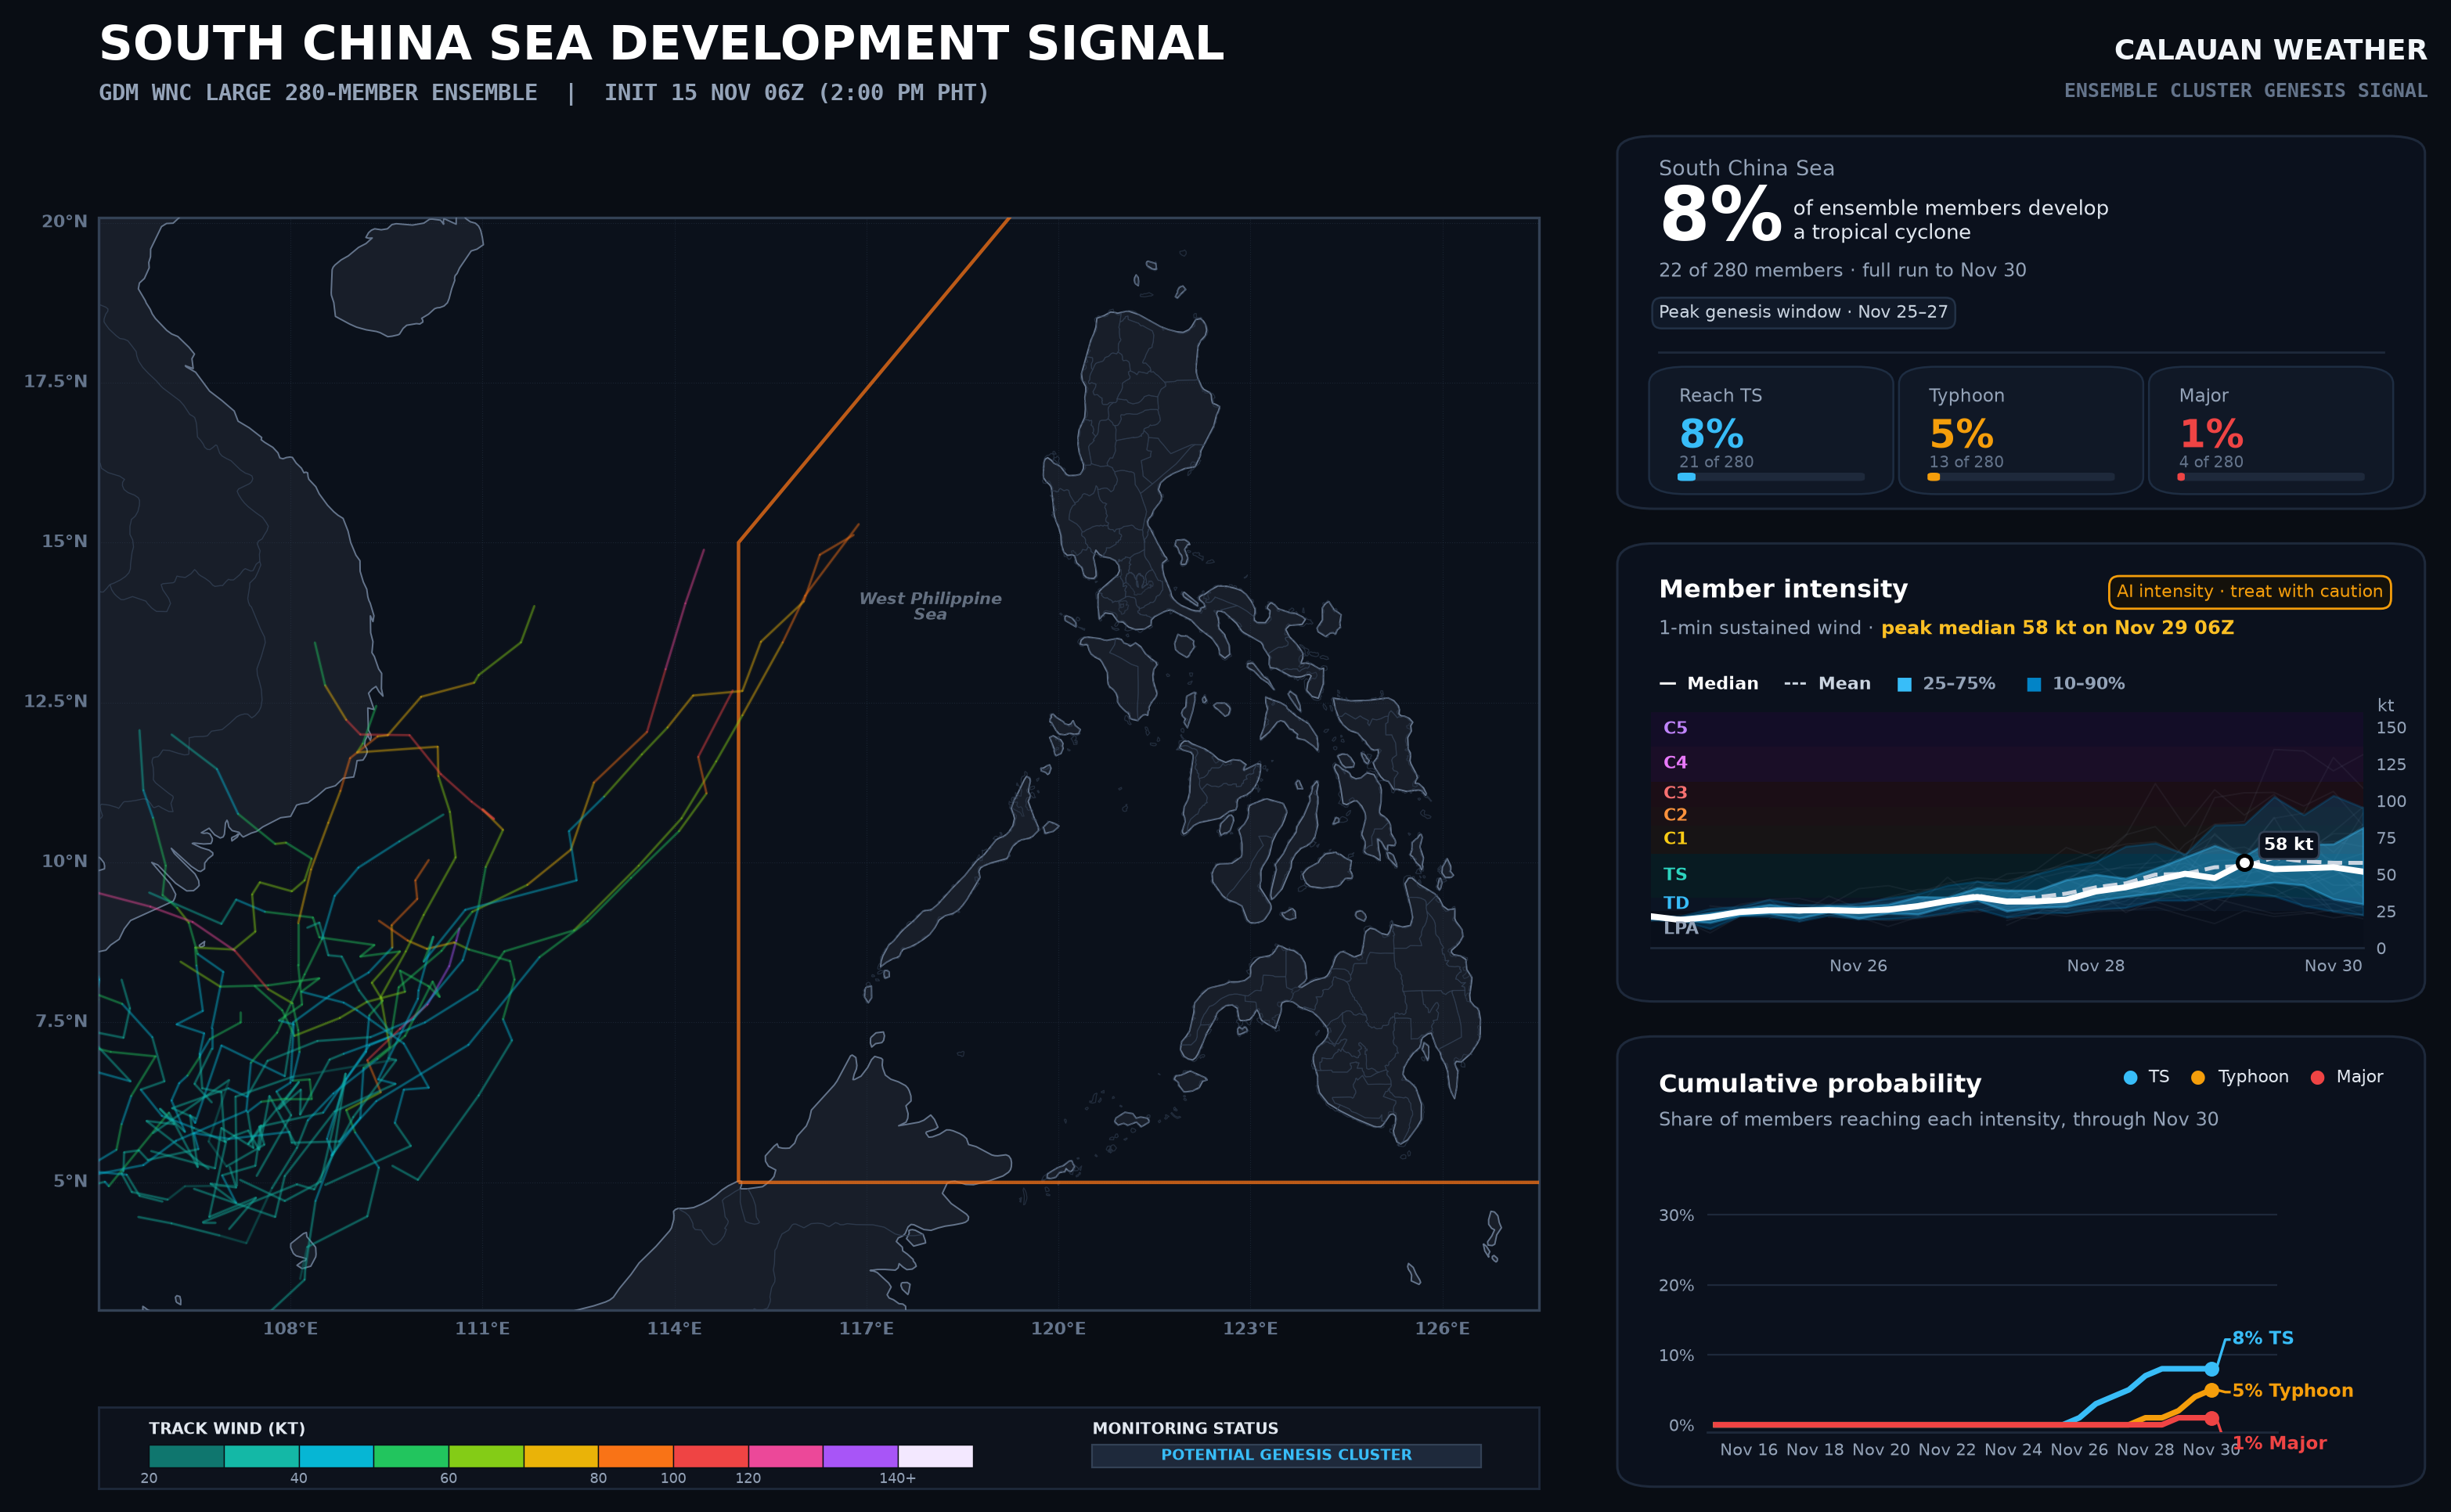 SOUTH CHINA SEA DEVELOPMENT SIGNAL
GDM WNC LARGE 280-MEMBER ENSEMBLE | INIT 15 NOV 06Z (2:00 PM PHT)
CALAUAN WEATHER
ENSEMBLE CLUSTER GENESIS SIGNAL
20°N
17.5°N
15°N
12.5°N
10°N
7.5°N
5°N
108°E 111°E 114°E 117°E 120°E 123°E 126°E
West Philippine
Sea
TRACK WIND (KT)
20 40 60 80 100 120 140+
MONITORING STATUS
POTENTIAL GENESIS CLUSTER
South China Sea
8% of ensemble members develop
a tropical cyclone
22 of 280 members · full run to Nov 30
Peak genesis window · Nov 25–27
Reach TS
8%
21 of 280
Typhoon
5%
13 of 280
Major
1%
4 of 280
Member intensity
AI intensity · treat with caution
1-min sustained wind · peak median 58 kt on Nov 29 06Z
Median Mean 25–75% 10–90%
kt
C5
C4
C3
C2
C1
TS
TD
LPA
150
125
100
75
50
25
0
58 kt
Nov 26 Nov 28 Nov 30
Cumulative probability
TS Typhoon Major
Share of members reaching each intensity, through Nov 30
30%
20%
10%
0%
8% TS
5% Typhoon
1% Major
Nov 16 Nov 18 Nov 20 Nov 22 Nov 24 Nov 26 Nov 28 Nov 30